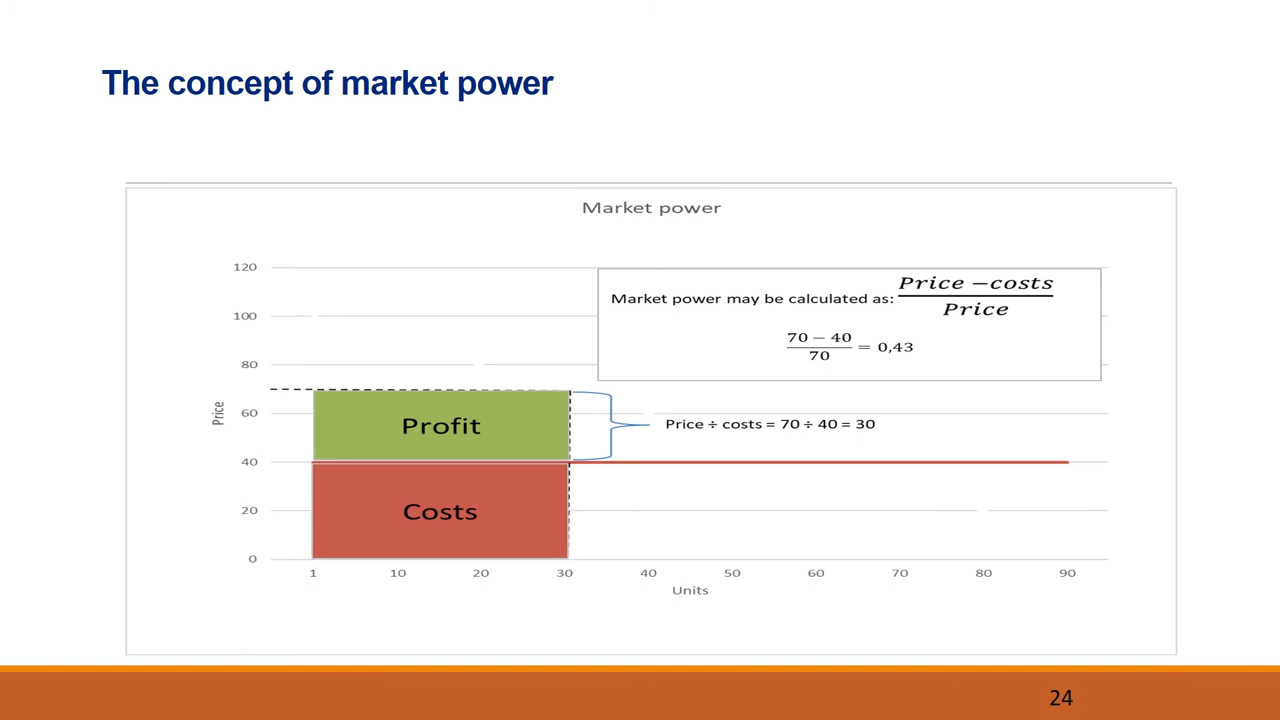 The concept of market power
Market power
120
Market power may be calculated as: Price −costs / Price
100
70 − 40 / 70 = 0,43
80
Price
60
Profit
Price ÷ costs = 70 ÷ 40 = 30
40
Costs
20
0
1 10 20 30 40 50 60 70 80 90
Units
24